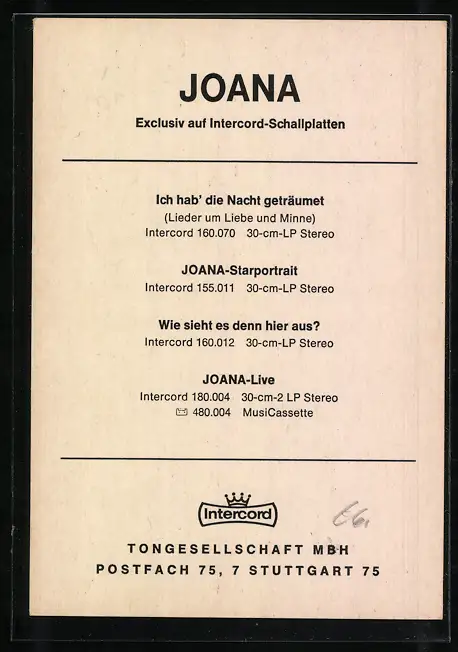 JOANA
Exclusiv auf Intercord-Schallplatten
Ich hab' die Nacht geträumet
(Lieder um Liebe und Minne)
Intercord 160.070 30-cm-LP Stereo
JOANA-Starportrait
Intercord 155.011 30-cm-LP Stereo
Wie sieht es denn hier aus?
Intercord 160.012 30-cm-LP Stereo
JOANA-Live
Intercord 180.004 30-cm-2 LP Stereo
480.004 MusiCassette
Intercord
TONGESELLSCHAFT MBH
POSTFACH 75, 7 STUTTGART 75